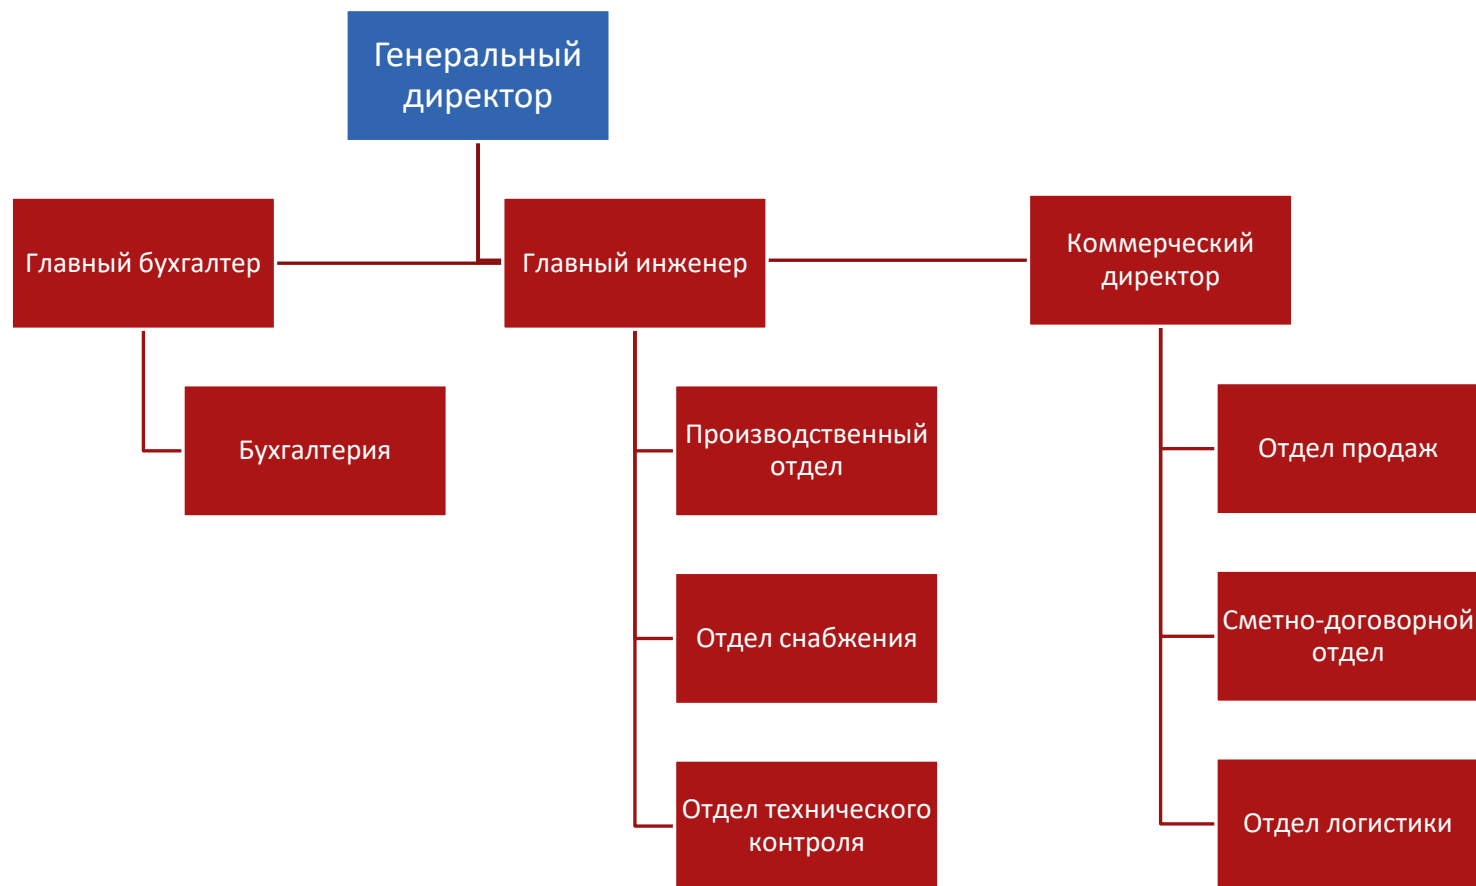 Генеральный
директор
Главный бухгалтер
Главный инженер
Коммерческий
директор
Бухгалтерия
Производственный
отдел
Отдел продаж
Отдел снабжения
Сметно-договорной
отдел
Отдел технического
контроля
Отдел логистики